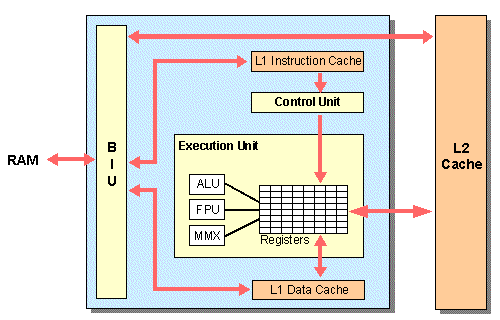 L1 Instruction Cache
Control Unit
B
I
U
RAM
Execution Unit
ALU
FPU
MMX
Registers
L1 Data Cache
L2
Cache